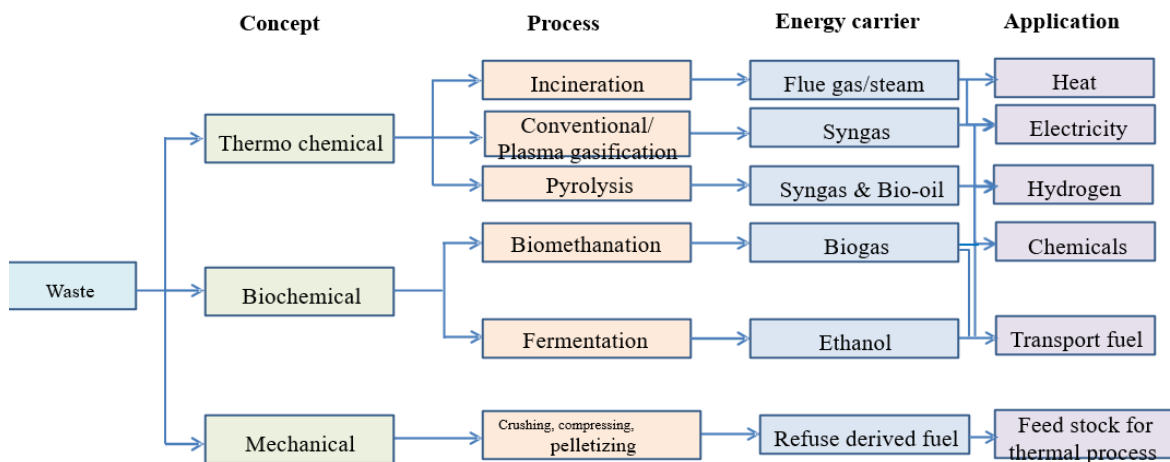 Concept
Process
Energy carrier
Application
Incineration
Flue gas/steam
Heat
Thermo chemical
Conventional/
Plasma gasification
Syngas
Electricity
Pyrolysis
Syngas & Bio-oil
Hydrogen
Biomethanation
Biogas
Chemicals
Waste
Biochemical
Fermentation
Ethanol
Transport fuel
Mechanical
Crushing, compressing,
pelletizing
Refuse derived fuel
Feed stock for
thermal process